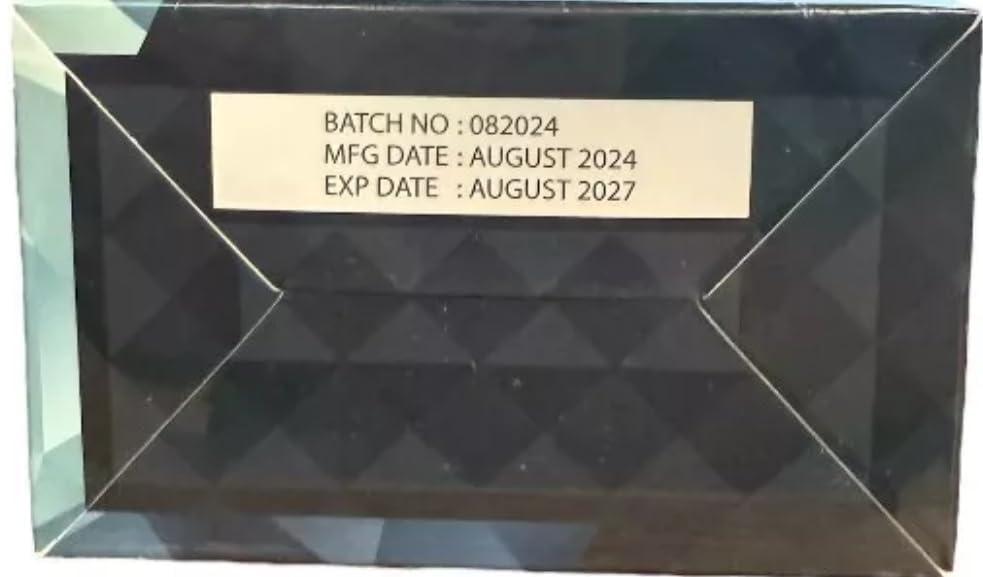 BATCH NO : 082024
MFG DATE : AUGUST 2024
EXP DATE : AUGUST 2027